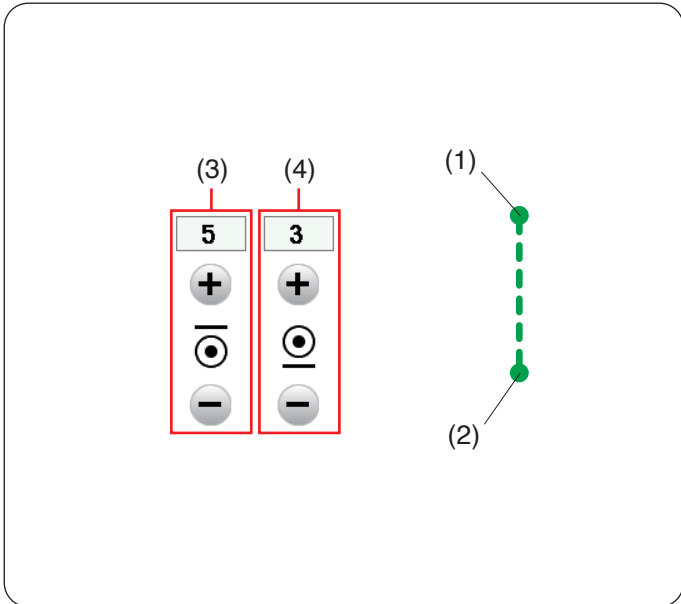 (3) (4) (1)
5 3
+ +
− −
(2)